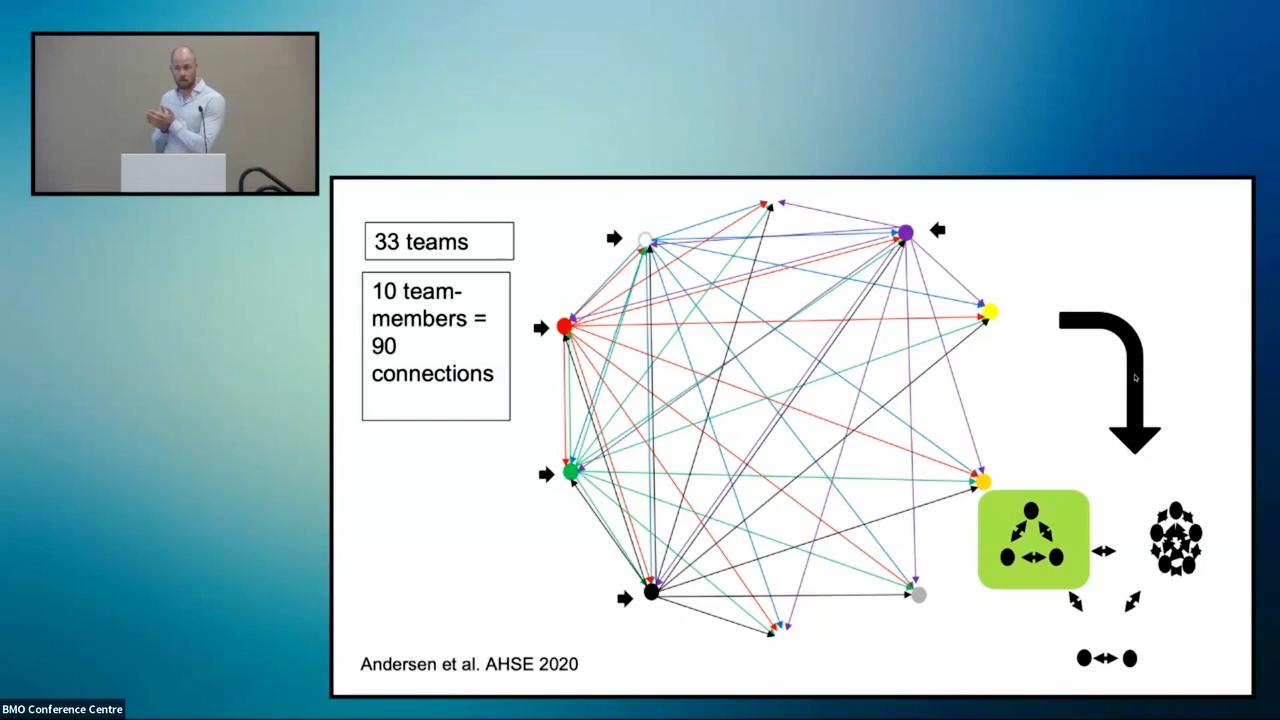 33 teams
10 team-
members =
90
connections
Andersen et al. AHSE 2020
BMO Conference Centre